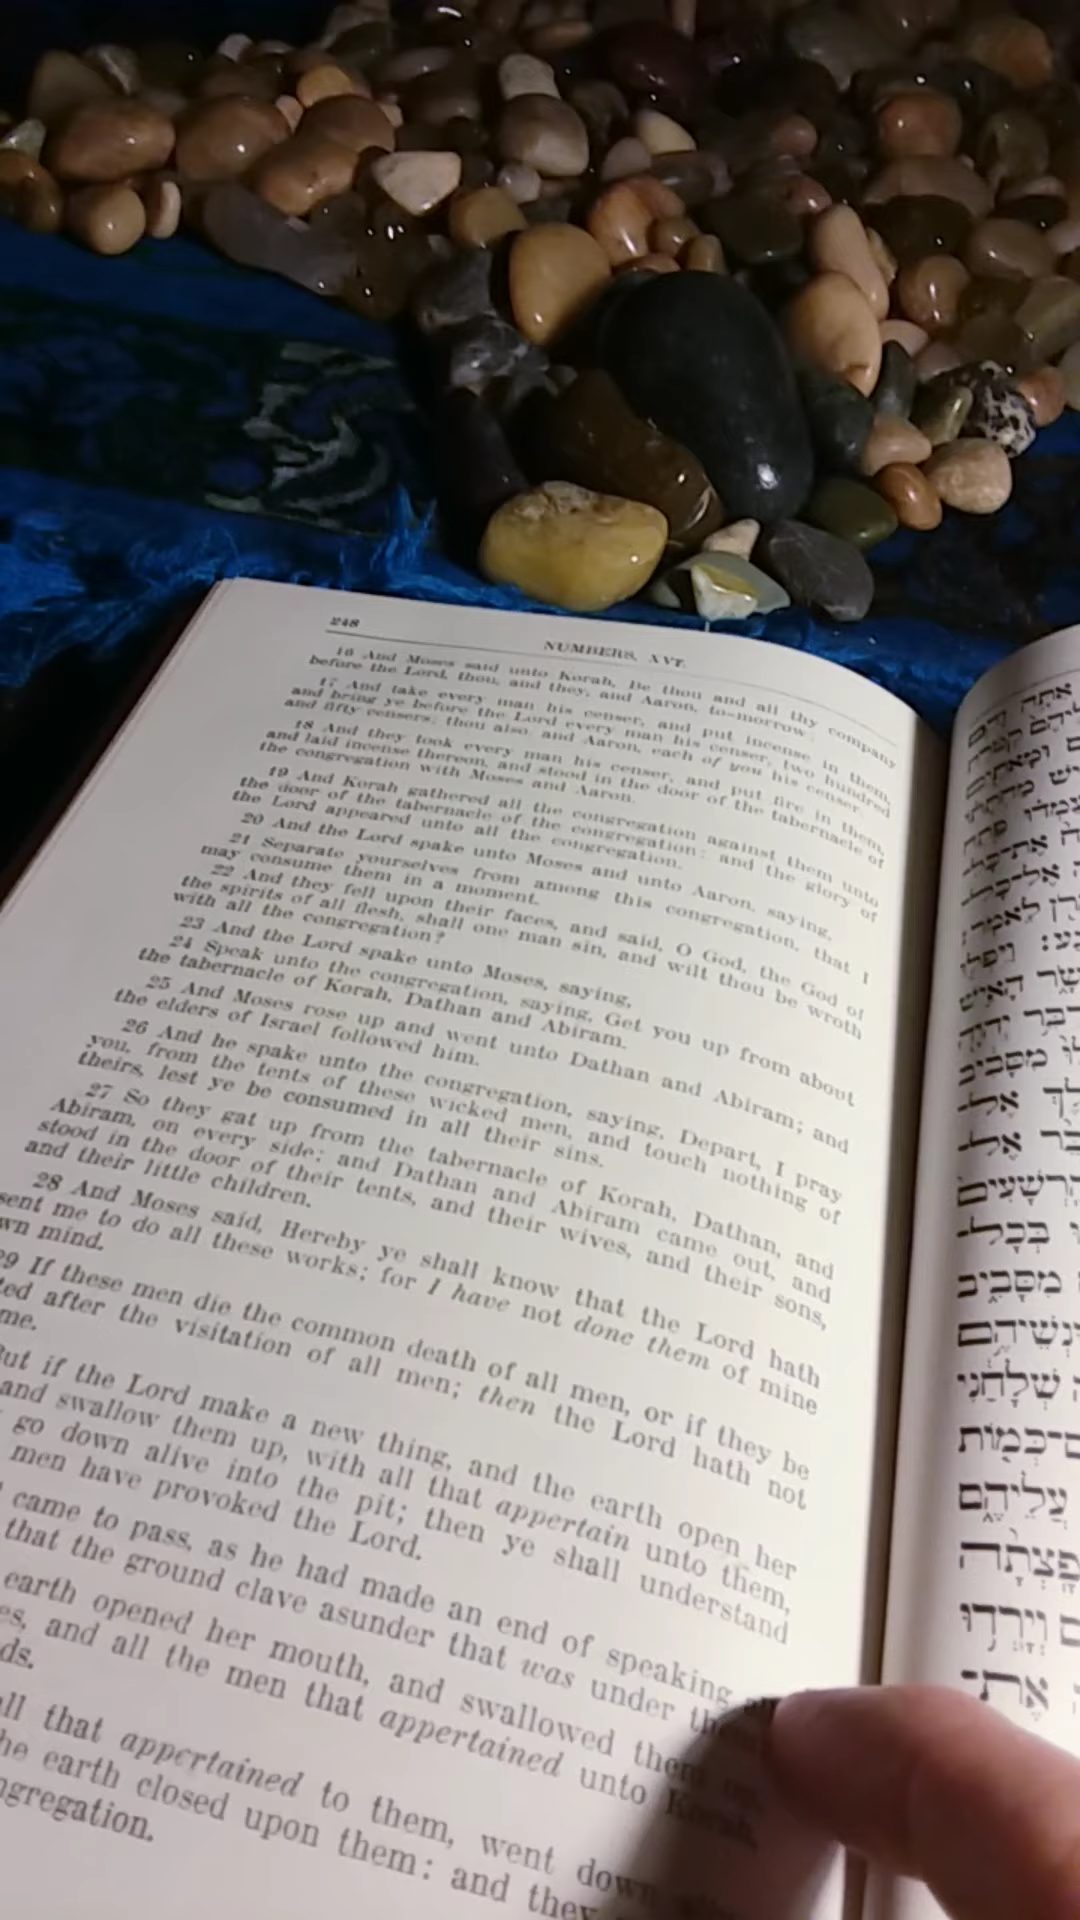 248
NUMBERS, XVI.
16 And Moses said unto Korah, Be thou and all thy company
before the Lord, thou, and they, and Aaron, to-morrow:
17 And take every man his censer, and put incense in them,
and bring ye before the Lord every man his censer, two hundred
and fifty censers; thou also, and Aaron, each of you his censer.
18 And they took every man his censer, and put fire in them,
and laid incense thereon, and stood in the door of the tabernacle of
the congregation with Moses and Aaron.
19 And Korah gathered all the congregation against them unto
the door of the tabernacle of the congregation: and the glory of
the Lord appeared unto all the congregation.
20 And the Lord spake unto Moses and unto Aaron, saying,
21 Separate yourselves from among this congregation, that I
may consume them in a moment.
22 And they fell upon their faces, and said, O God, the God of
the spirits of all flesh, shall one man sin, and wilt thou be wroth
with all the congregation?
23 And the Lord spake unto Moses, saying,
24 Speak unto the congregation, saying, Get you up from about
the tabernacle of Korah, Dathan and Abiram.
25 And Moses rose up and went unto Dathan and Abiram; and
the elders of Israel followed him.
26 And he spake unto the congregation, saying, Depart, I pray
you, from the tents of these wicked men, and touch nothing of
theirs, lest ye be consumed in all their sins.
27 So they gat up from the tabernacle of Korah, Dathan, and
Abiram, on every side: and Dathan and Abiram came out, and
stood in the door of their tents, and their wives, and their sons,
and their little children.
28 And Moses said, Hereby ye shall know that the Lord hath
sent me to do all these works; for I have not done them of mine
wn mind.
29 If these men die the common death of all men, or if they be
ted after the visitation of all men; then the Lord hath not
me.
But if the Lord make a new thing, and the earth open her
and swallow them up, with all that appertain unto them,
go down alive into the pit; then ye shall understand
men have provoked the Lord.
came to pass, as he had made an end of speaking
that the ground clave asunder that was under
earth opened her mouth, and swallowed them
es, and all the men that appertained unto Korah,
ds.
ll that appertained to them, went down
he earth closed upon them: and they
ngregation.
אַתָּה
מִסָּבִיב
הָרְשָׁעִים
מִסָּבִיב
שְׁלָחַנִי
עֲלֵיהֶם
וְיָרְדוּ